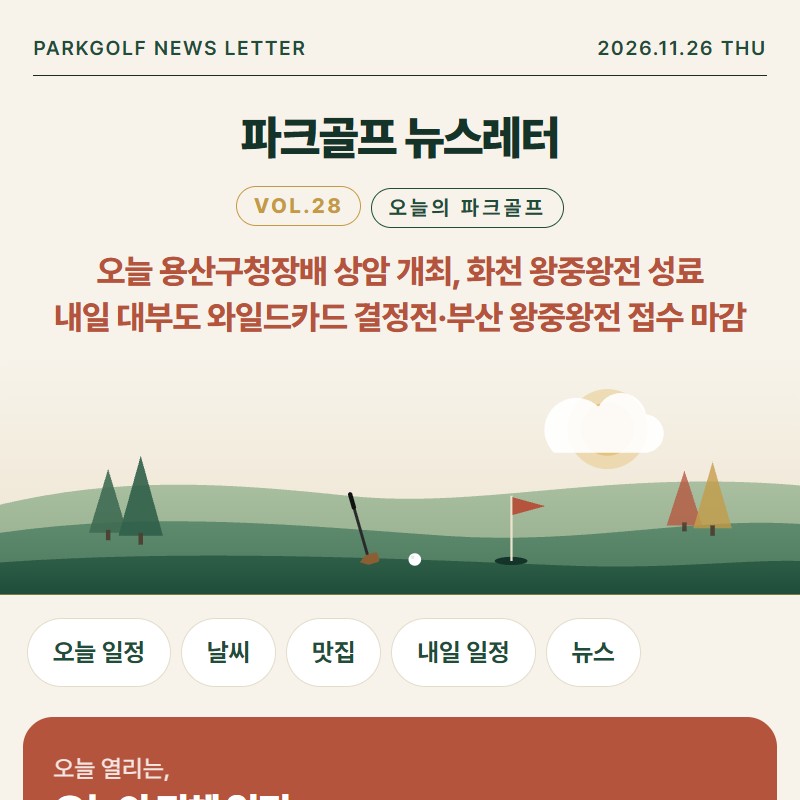 PARKGOLF NEWS LETTER
2026.11.26 THU
파크골프 뉴스레터
VOL.28
오늘의 파크골프
오늘 용산구청장배 상암 개최, 화천 왕중왕전 성료
내일 대부도 와일드카드 결정전·부산 왕중왕전 접수 마감
오늘 일정
날씨
맛집
내일 일정
뉴스
오늘 열리는,